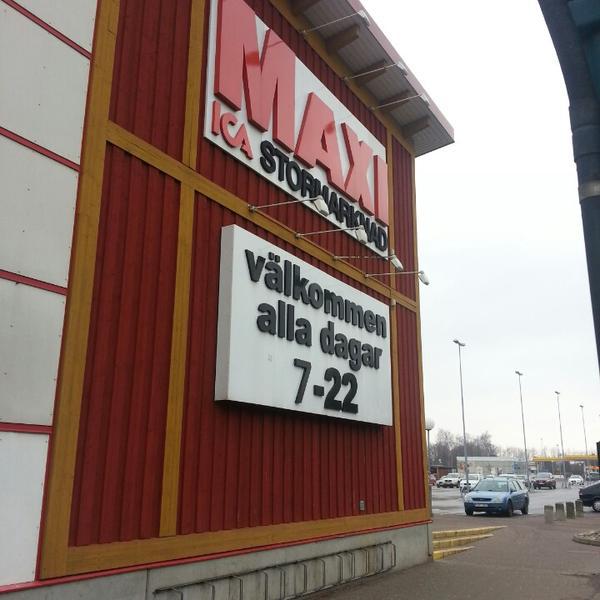 MAXI
ICA STORMARKNAD
välkommen
alla dagar
7-22